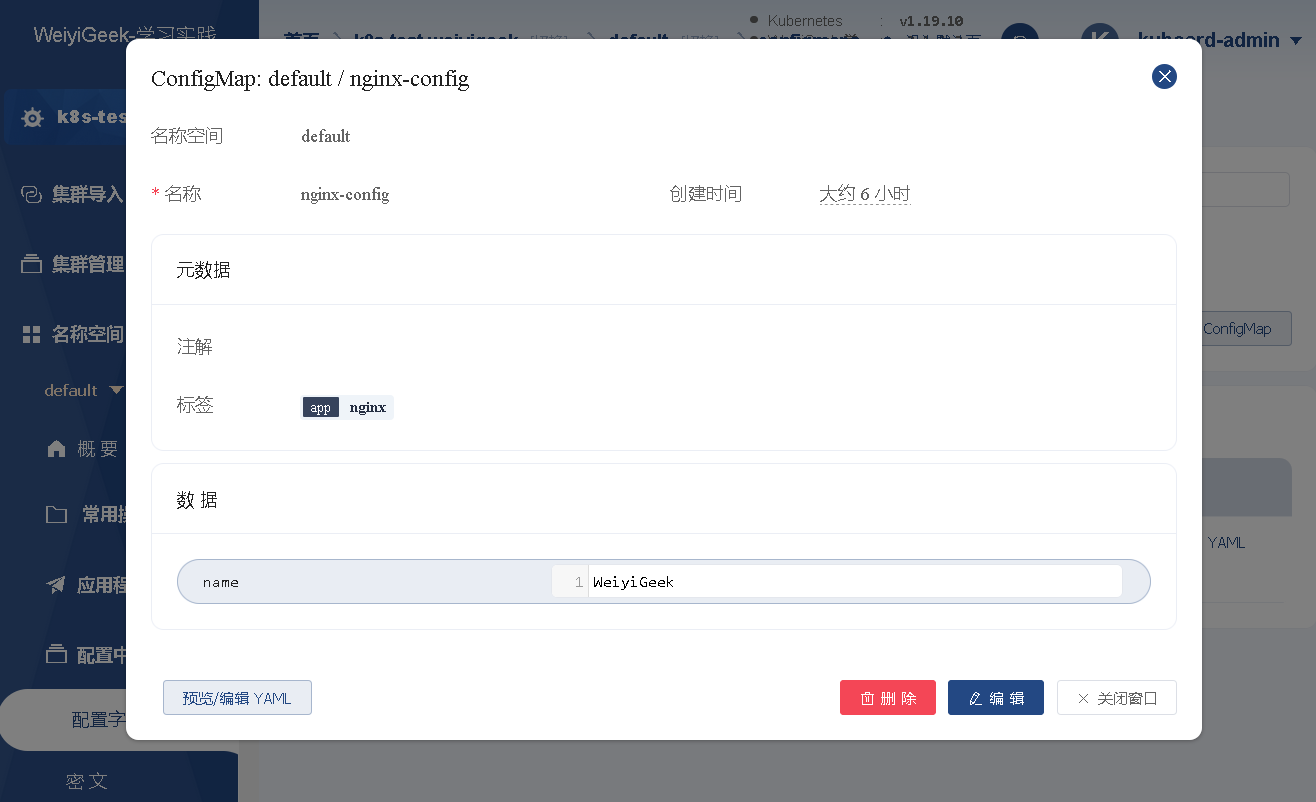 WeiyiGeek-学习实践
Kubernetes : v1.19.10
首页 k8s-test.weiyigeek default
kuboard-admin
ConfigMap: default / nginx-config
k8s-tes
名称空间 default
* 名称 nginx-config 创建时间 大约 6 小时
集群导入
集群管理
元数据
名称空间
ConfigMap
注解
default
标签 app nginx
概 要
数 据
常用操
YAML
name 1 WeiyiGeek
应用程
配置中
预览/编辑 YAML 删 除 编 辑 关闭窗口
配置字
密 文